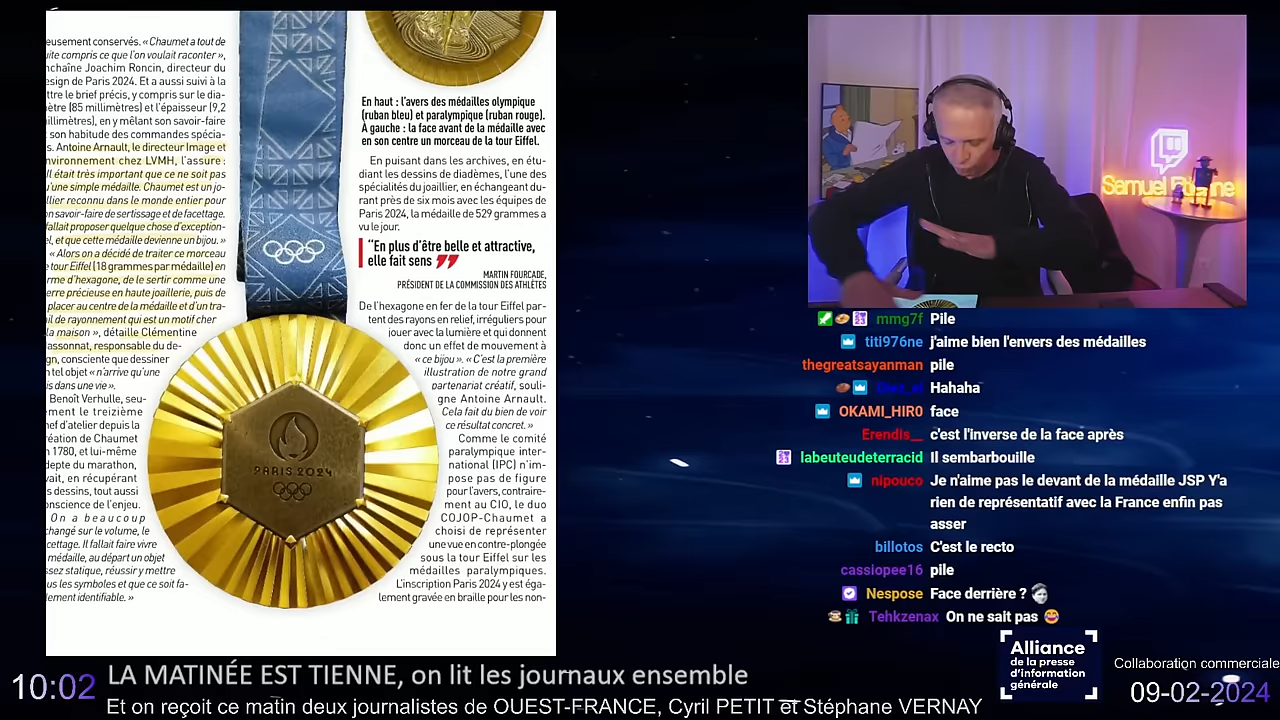 eusement conservés. « Chaumet a tout de
uite compris ce que l'on voulait raconter »,
nchaîne Joachim Roncin, directeur du
esign de Paris 2024. Et a aussi suivi à la
ttre le brief précis, y compris sur le dia-
ètre (85 millimètres) et l'épaisseur (9,2
illimètres), en y mêlant son savoir-faire
son habitude des commandes spécia-
s. Antoine Arnault, le directeur Image et
nvironnement chez LVMH, l'assure :
Il était très important que ce ne soit pas
u'une simple médaille. Chaumet est un jo-
llier reconnu dans le monde entier pour
on savoir-faire de sertissage et de facettage.
fallait proposer quelque chose d'exception-
el, et que cette médaille devienne un bijou. »
« Alors on a décidé de traiter ce morceau
e tour Eiffel (18 grammes par médaille) en
rme d'hexagone, de le sertir comme une
erre précieuse en haute joaillerie, puis de
placer au centre de la médaille et d'un tra-
ail de rayonnement qui est un motif cher
la maison », détaille Clémentine
assonnat, responsable du de-
gn, consciente que dessiner
n tel objet « n'arrive qu'une
is dans une vie ».
Benoît Verhulle, seu-
ement le treizième
hef d'atelier depuis la
réation de Chaumet
n 1780, et lui-même
depte du marathon,
vait, en récupérant
s dessins, tout aussi
onscience de l'enjeu.
On a beaucoup
changé sur le volume, le
cettage. Il fallait faire vivre
médaille, au départ un objet
ssez statique, réussir y mettre
us les symboles et que ce soit fa-
lement identifiable. »
PARIS 2024
En haut : l'avers des médailles olympique
(ruban bleu) et paralympique (ruban rouge).
À gauche : la face avant de la médaille avec
en son centre un morceau de la tour Eiffel.
En puisant dans les archives, en étu-
diant les dessins de diadèmes, l'une des
spécialités du joaillier, en échangeant du-
rant près de six mois avec les équipes de
Paris 2024, la médaille de 529 grammes a
vu le jour.
“En plus d'être belle et attractive,
elle fait sens ”
MARTIN FOURCADE,
PRÉSIDENT DE LA COMMISSION DES ATHLÈTES
De l'hexagone en fer de la tour Eiffel par-
tent des rayons en relief, irréguliers pour
jouer avec la lumière et qui donnent
donc un effet de mouvement à
« ce bijou ». « C'est la première
illustration de notre grand
partenariat créatif, souli-
gne Antoine Arnault.
Cela fait du bien de voir
ce résultat concret. »
Comme le comité
paralympique inter-
national (IPC) n'im-
pose pas de figure
pour l'avers, contraire-
ment au CIO, le duo
COJOP-Chaumet a
choisi de représenter
une vue en contre-plongée
sous la tour Eiffel sur les
médailles paralympiques.
L'inscription Paris 2024 y est éga-
lement gravée en braille pour les non-
Samuel Etienne
mmg7f Pile
titi976ne j'aime bien l'envers des médailles
thegreatsayanman pile
Diez_el Hahaha
OKAMI_HIR0 face
Erendis__ c'est l'inverse de la face après
labeuteudeterracid Il sembarbouille
nipouco Je n'aime pas le devant de la médaille JSP Y'a
rien de représentatif avec la France enfin pas
asser
billotos C'est le recto
cassiopee16 pile
Nespose Face derrière ?
Tehkzenax On ne sait pas 😂
Alliance
de la presse
d'information
générale
Collaboration commerciale
09-02-2024
10:02
LA MATINÉE EST TIENNE, on lit les journaux ensemble
Et on reçoit ce matin deux journalistes de OUEST-FRANCE, Cyril PETIT et Stéphane VERNAY